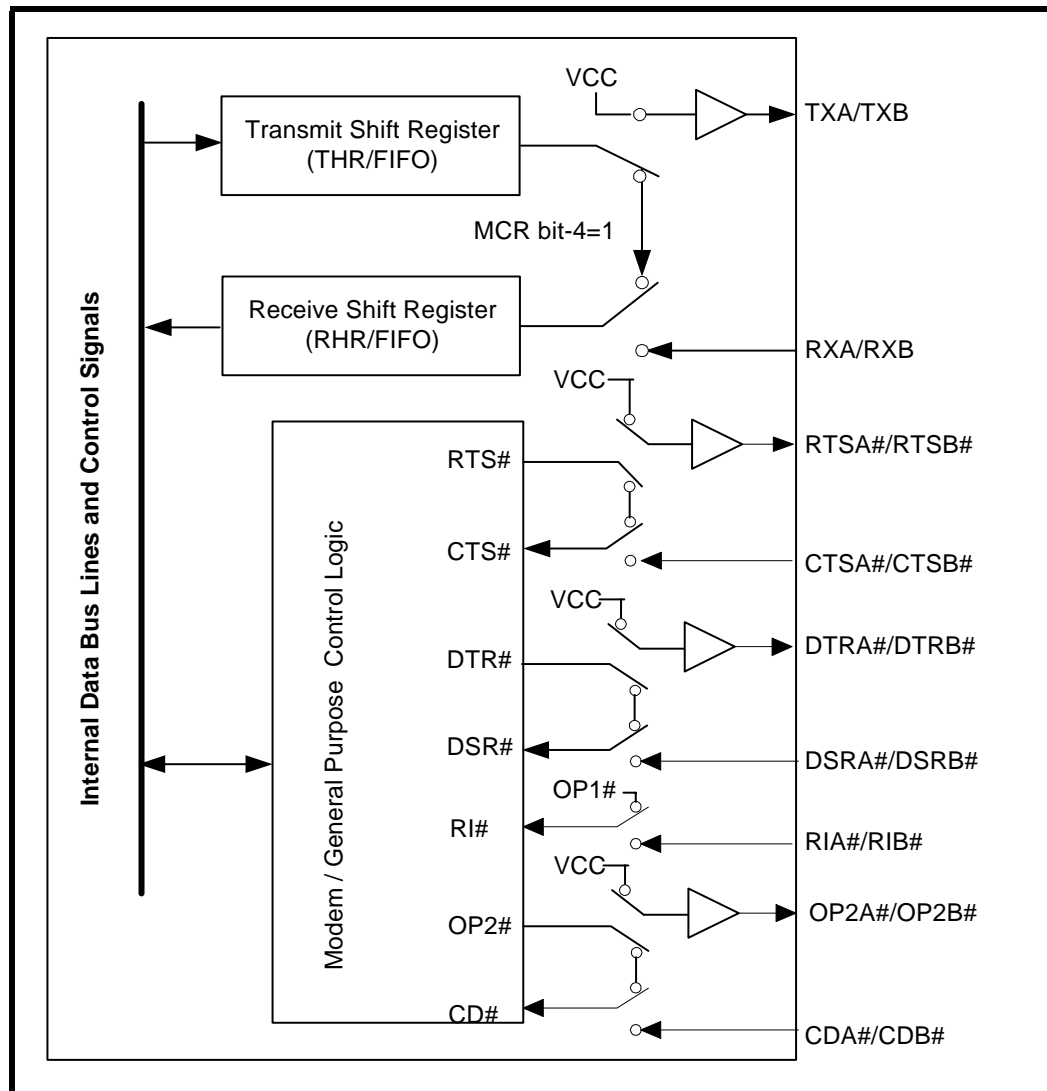 VCC
TXA/TXB
Transmit Shift Register
(THR/FIFO)
MCR bit-4=1
Receive Shift Register
(RHR/FIFO)
RXA/RXB
Internal Data Bus Lines and Control Signals
VCC
RTSA#/RTSB#
RTS#
CTS#
CTSA#/CTSB#
Modem / General Purpose Control Logic
VCC
DTRA#/DTRB#
DTR#
DSR#
DSRA#/DSRB#
OP1#
RI#
RIA#/RIB#
VCC
OP2A#/OP2B#
OP2#
CD#
CDA#/CDB#